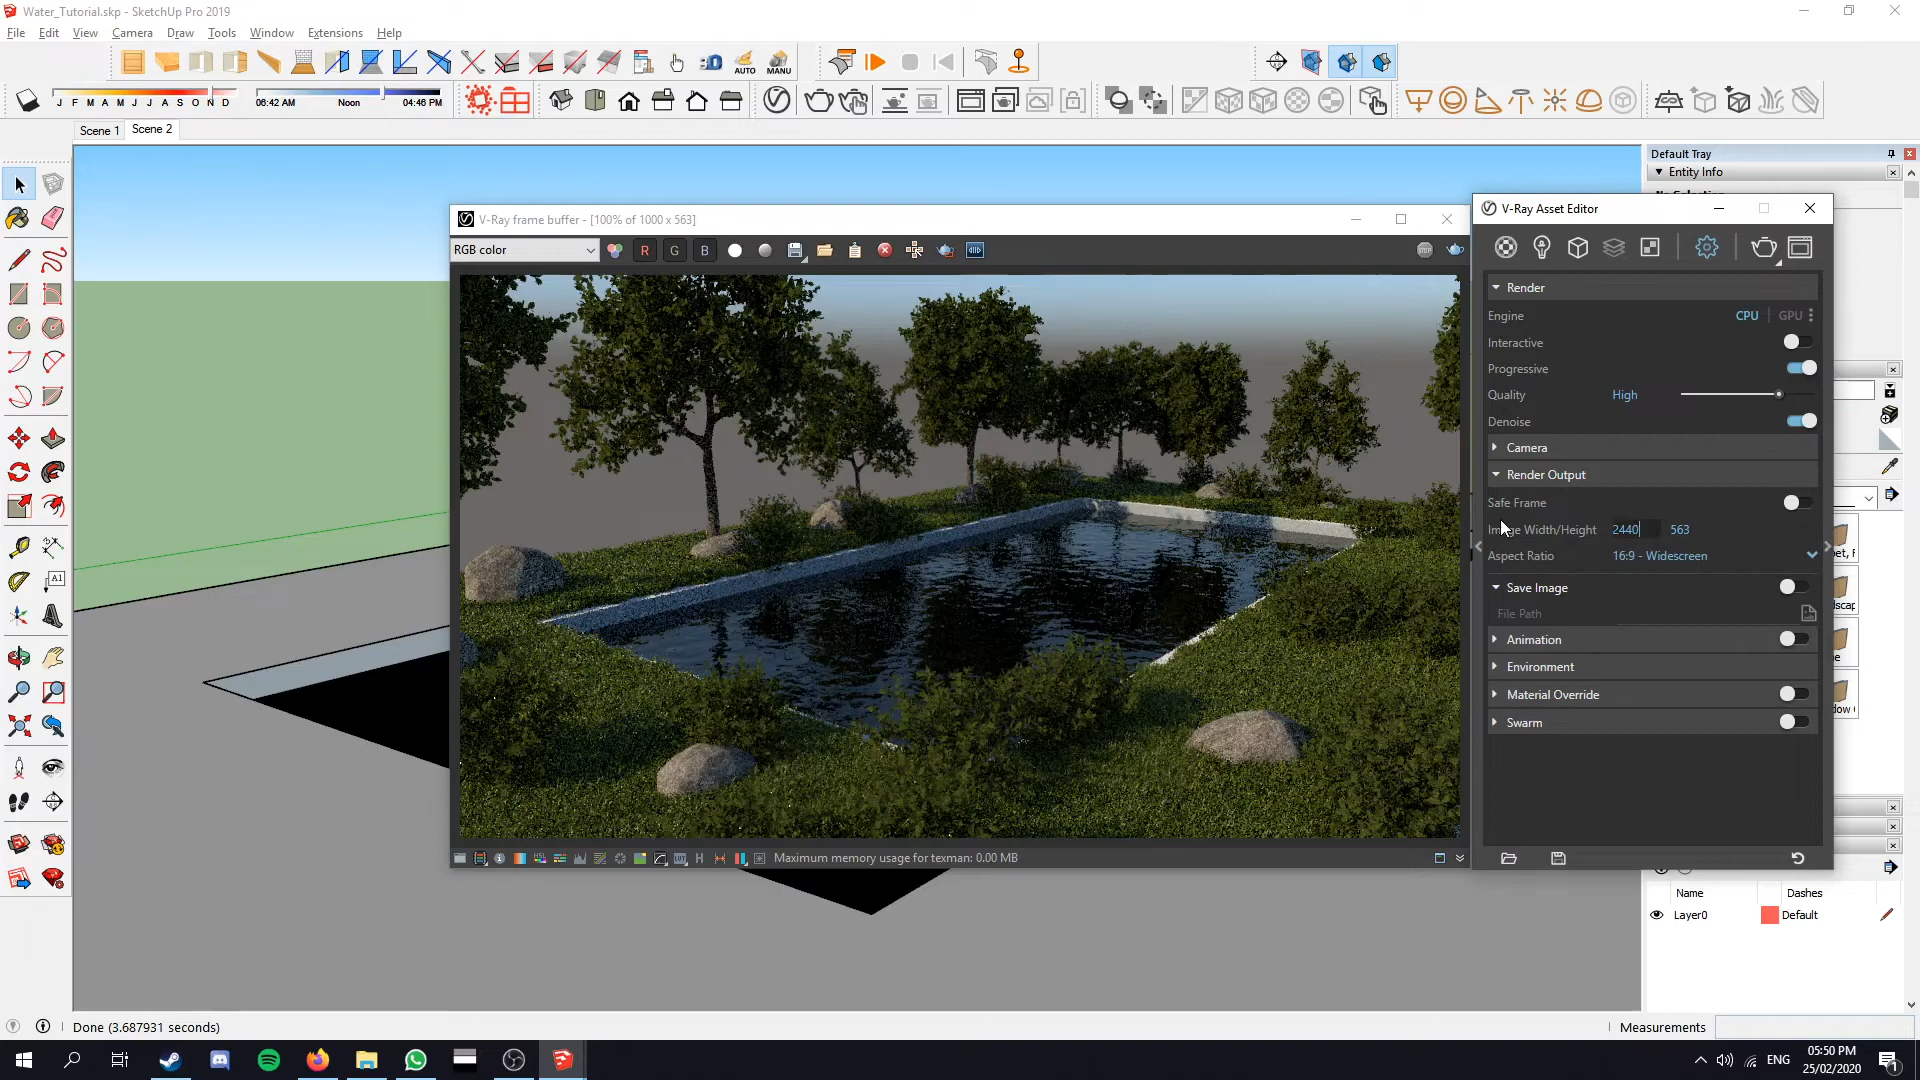 Water_Tutorial.skp - SketchUp Pro 2019
File Edit View Camera Draw Tools Window Extensions Help
AUTO MANU
J F M A M J J A S O N D
06:42 AM Noon 04:46 PM
Scene 1 Scene 2
Default Tray
Entity Info
V-Ray frame buffer - [100% of 1000 x 563]
V-Ray Asset Editor
RGB color
R G B
Render
Engine CPU GPU
Interactive
Progressive
Quality High
Denoise
Camera
Render Output
Safe Frame
Image Width/Height 2440 563
Aspect Ratio 16:9 - Widescreen
Save Image
File Path
Animation
Environment
Material Override
Swarm
A1
Maximum memory usage for texman: 0.00 MB
Name Dashes
Layer0 Default
Done (3.687931 seconds)
Measurements
ENG
05:50 PM
25/02/2020